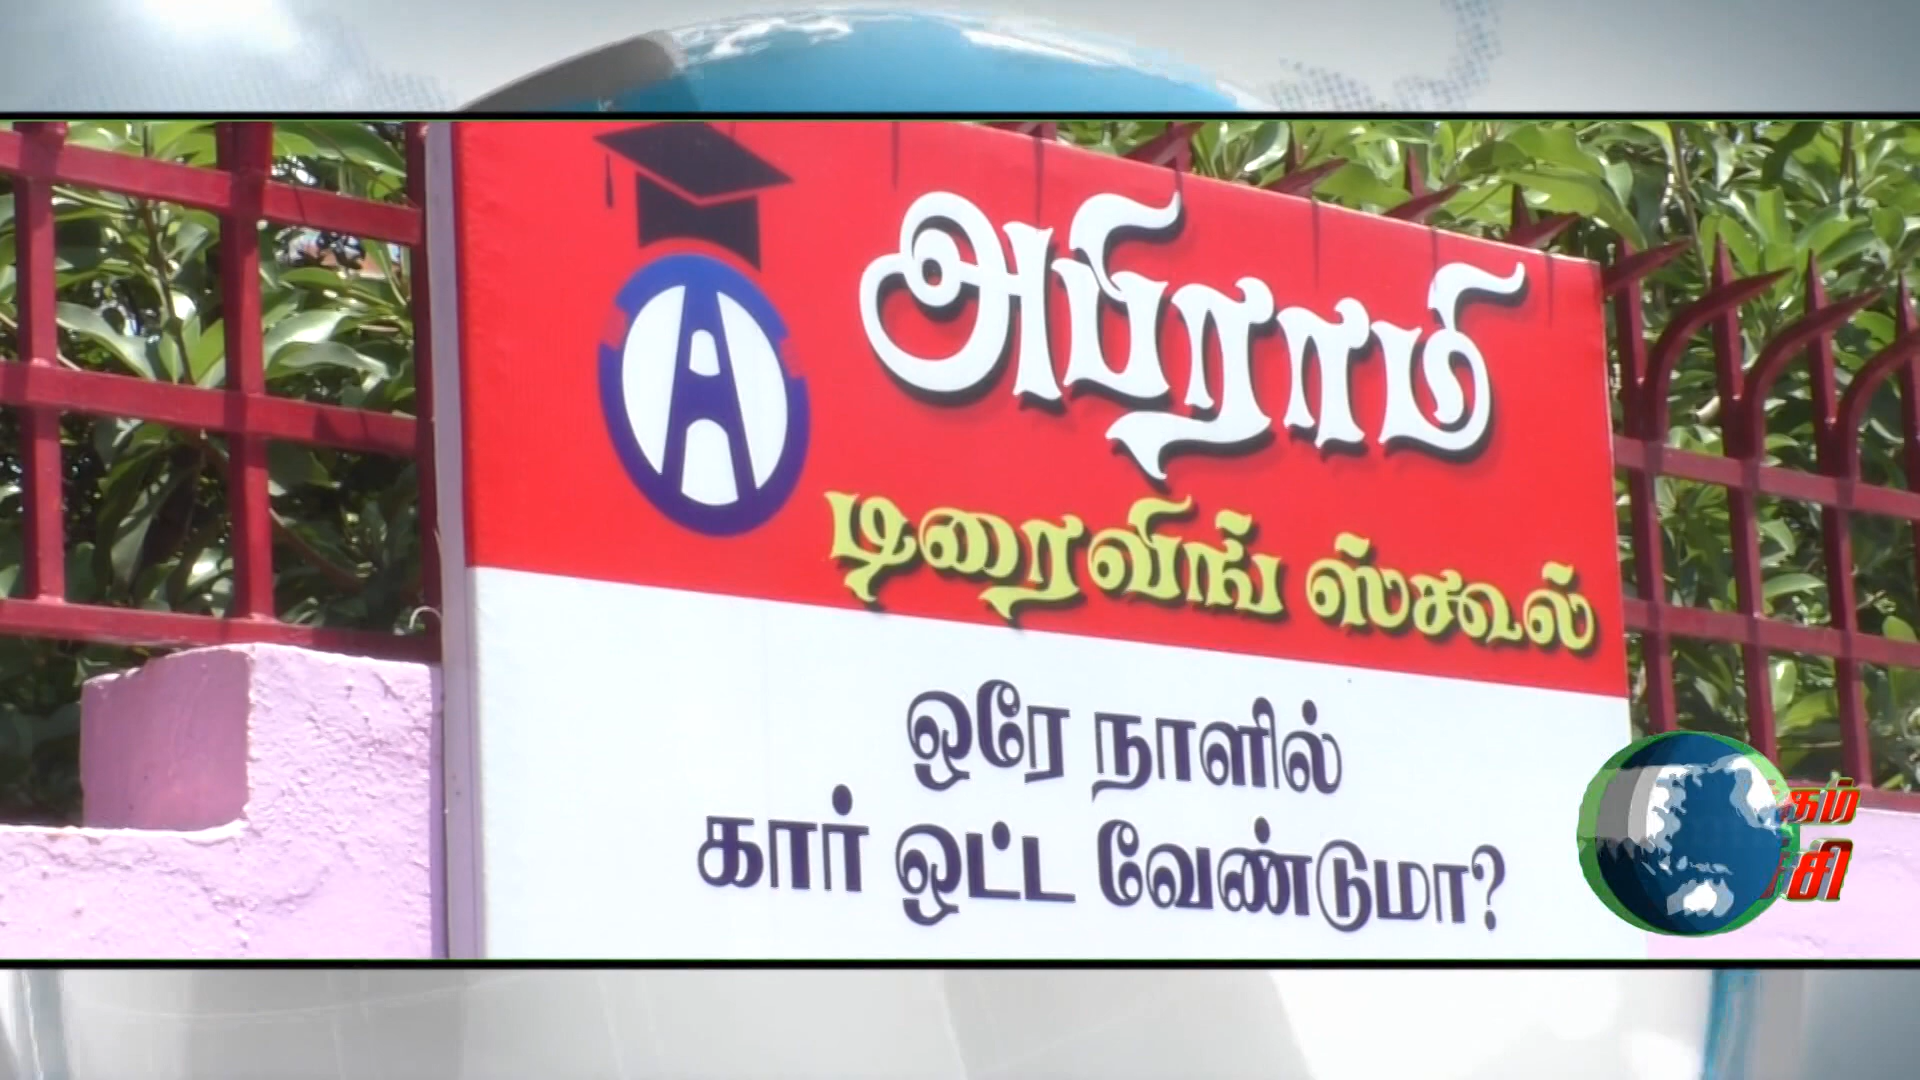 அபிராமி
டிரைவிங் ஸ்கூல்
ஒரே நாளில்
கார் ஓட்ட வேண்டுமா?